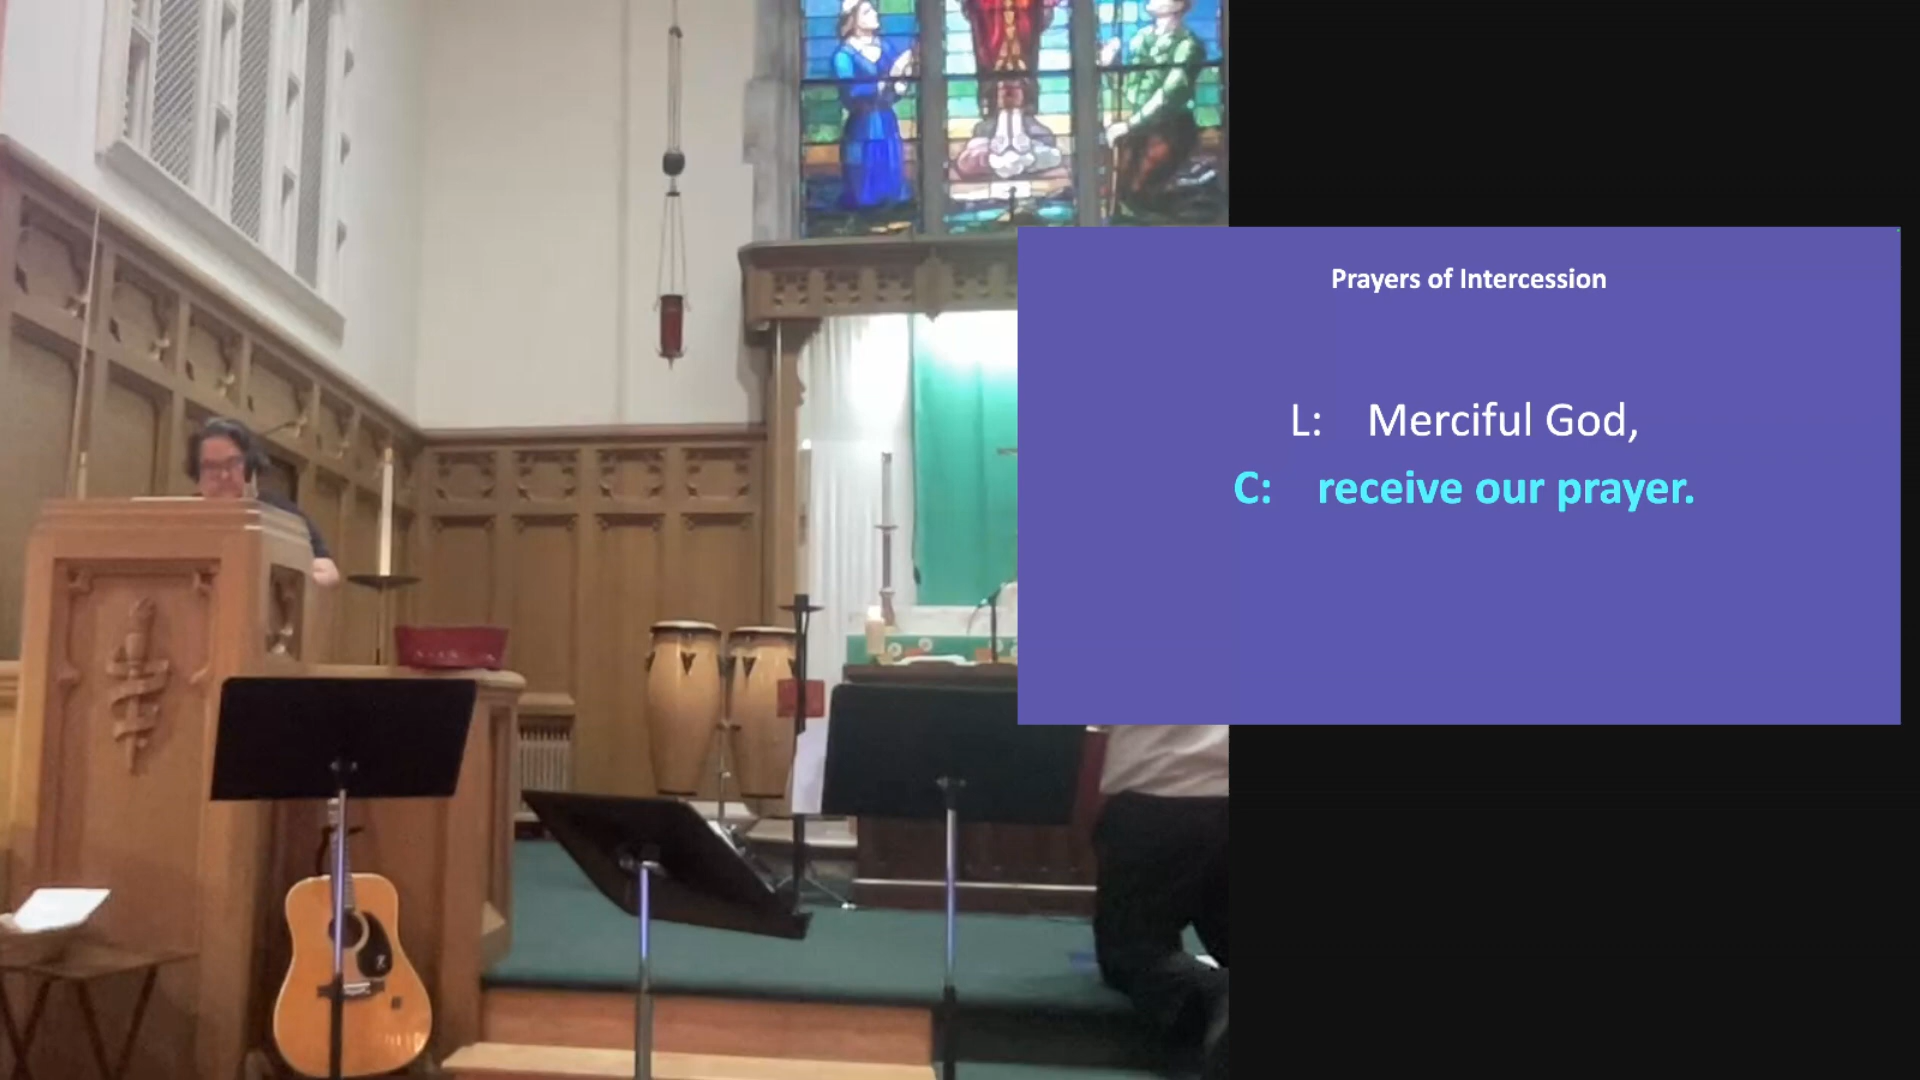 Prayers of Intercession
L: Merciful God,
C: receive our prayer.